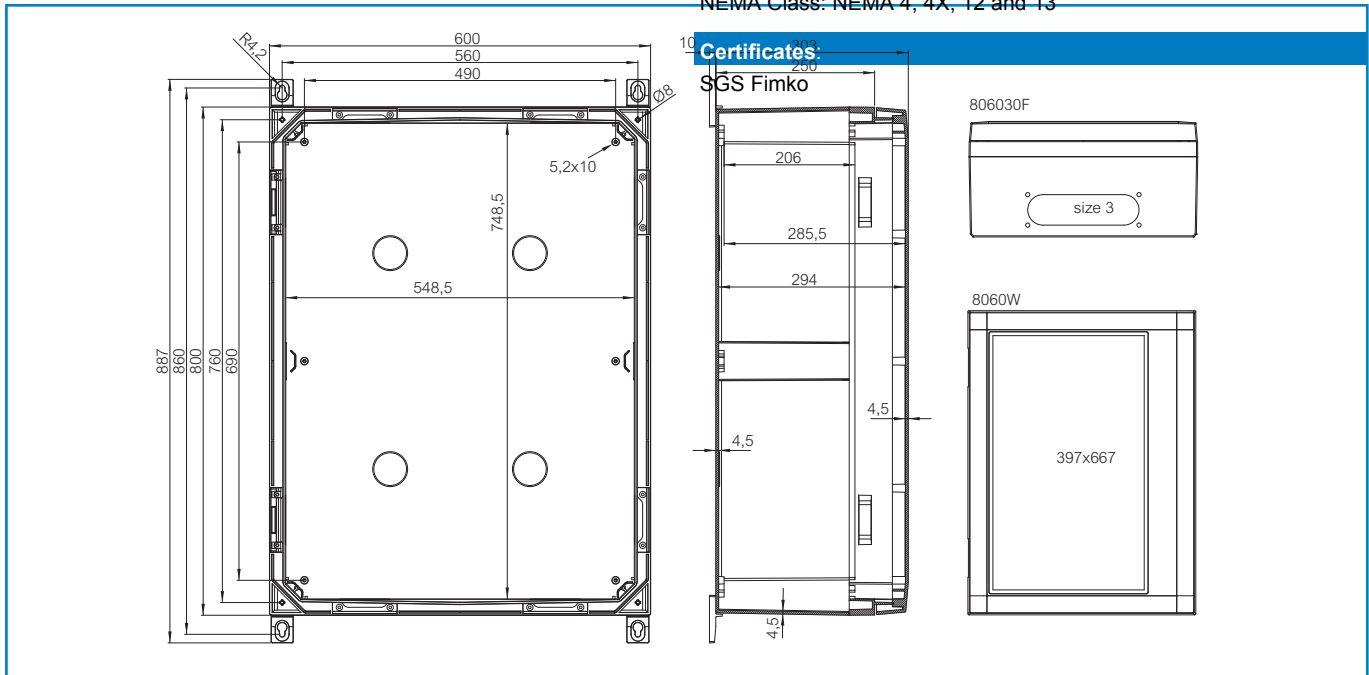 NEMA Class: NEMA 4, 4X, 12 and 13
Certificates:
SGS Fimko
R4,2
600
560
490
Ø8
5,2x10
748,5
548,5
887
860
800
760
690
10
303
250
206
285,5
294
4,5
4,5
4,5
806030F
size 3
8060W
397x667